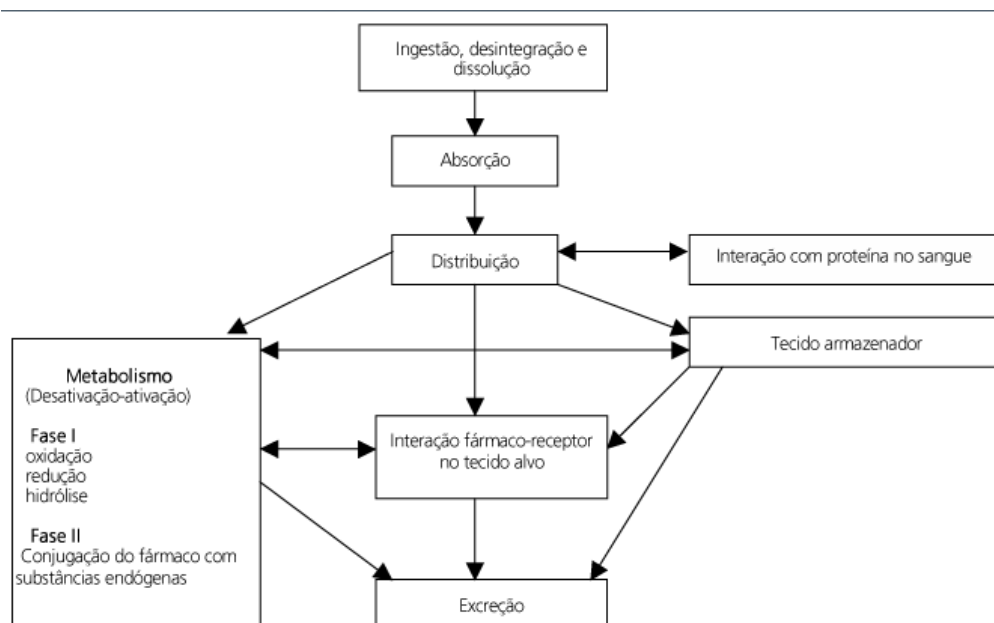 Ingestão, desintegração e
dissolução
Absorção
Distribuição
Interação com proteína no sangue
Tecido armazenador
Metabolismo
(Desativação-ativação)
Fase I
oxidação
redução
hidrólise
Fase II
Conjugação do fármaco com
substâncias endógenas
Interação fármaco-receptor
no tecido alvo
Excreção